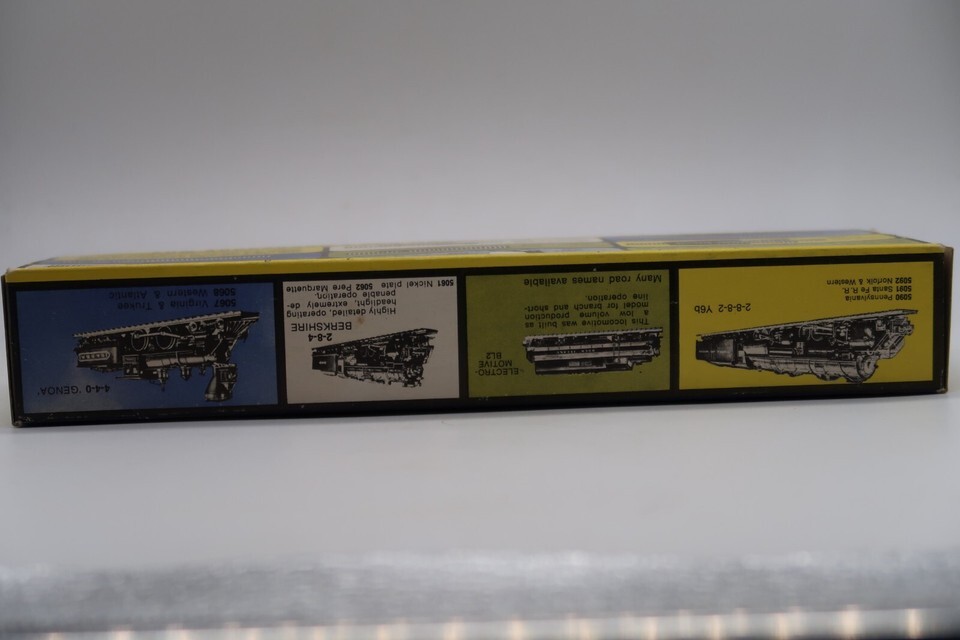 2-8-8-2 Y6b
5090 Pennsylvania
5091 Santa Fe R.R.
5092 Norfolk & Western
ELECTRO-
MOTIVE
BL2
This locomotive was built as
a low volume production
model for branch and short-
line operation.
Many road names available
2-8-4
BERKSHIRE
Highly detailed, operating
headlight, extremely de-
penable operation.
5061 Nickel plate 5062 Pere Marquette
4-4-0 'GENOA'
5067 Virginia & Trukee
5068 Western & Atlantic